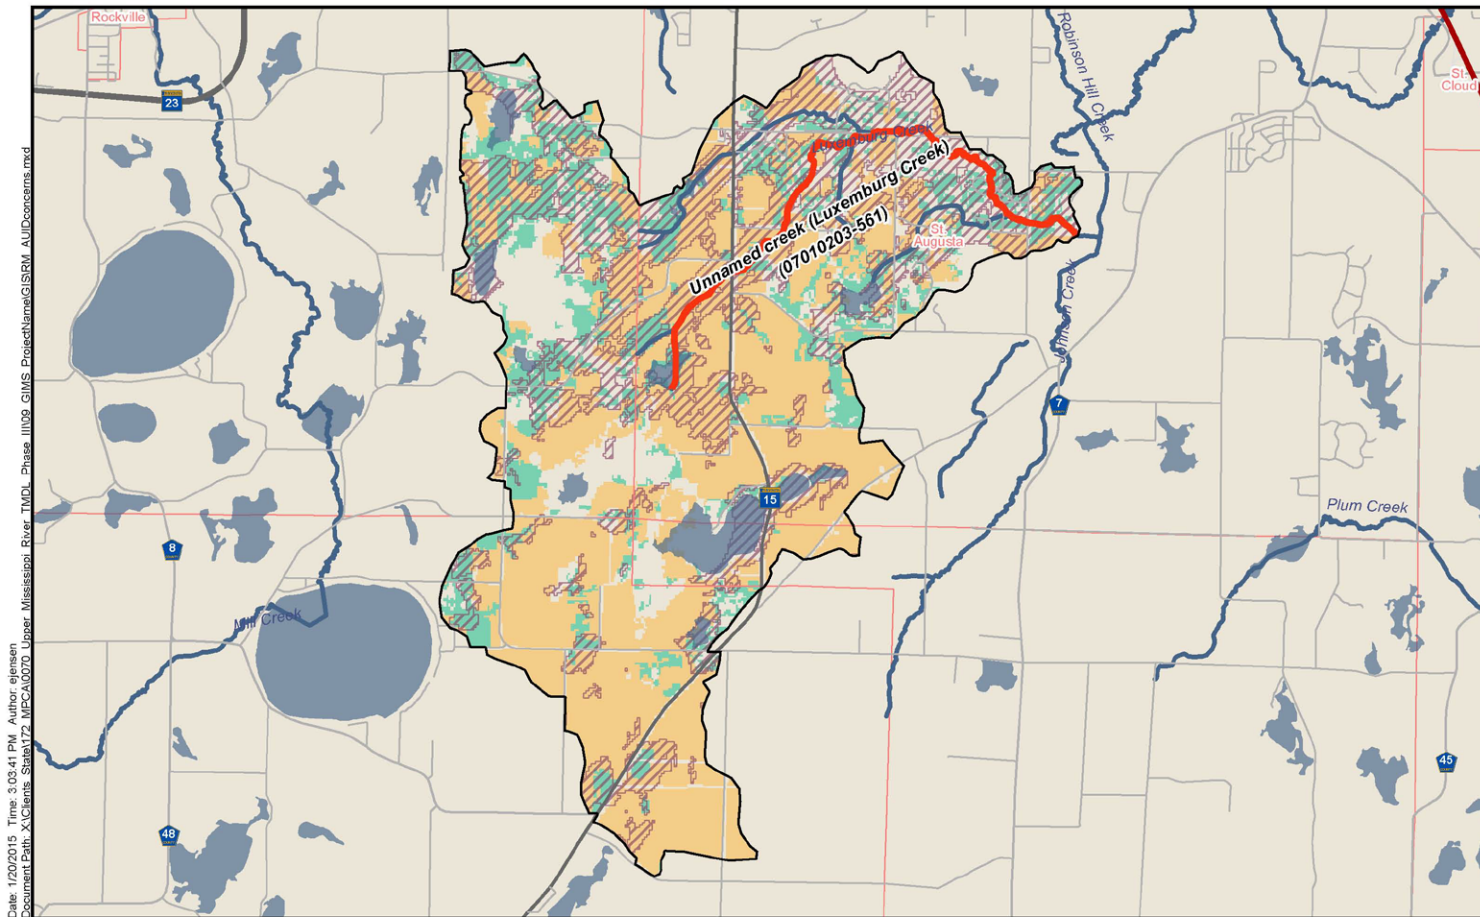 Rockville
23
Robinson Hill Creek
St.
Cloud
Luxemburg Creek
Unnamed creek (Luxemburg Creek)
(07010203-561)
St.
Augusta
Johnson Creek
7
15
Plum Creek
8
Mill Creek
45
48
Date: 1/20/2015 Time: 3:03:41 PM Author: ejensen
Document Path: X:\Clients_State\172_MPCA\0070_Upper_Mississippi_River_TMDL_Phase_III\09_GIMS_ProjectName\GIS\RM_AUIDconcerns.mxd